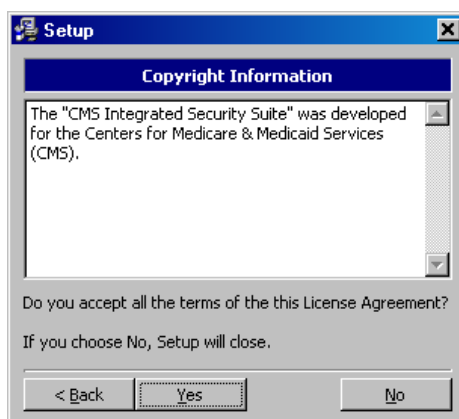 Setup
Copyright Information
The "CMS Integrated Security Suite" was developed
for the Centers for Medicare & Medicaid Services
(CMS).
Do you accept all the terms of the this License Agreement?
If you choose No, Setup will close.
< Back Yes No